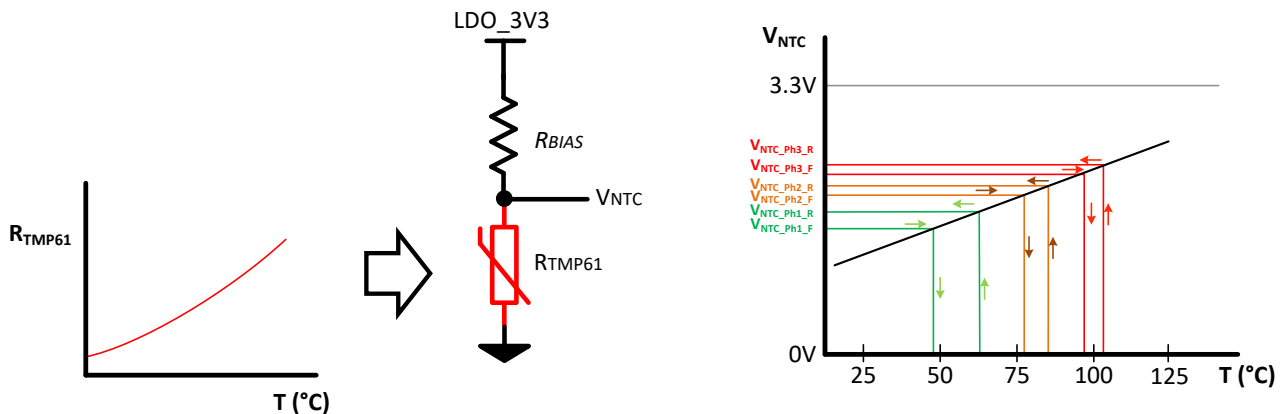 LDO_3V3
RBIAS
VNTC
RTMP61
RTMP61
T (°C)
VNTC
3.3V
VNTC_Ph3_R
VNTC_Ph3_F
VNTC_Ph2_R
VNTC_Ph2_F
VNTC_Ph1_R
VNTC_Ph1_F
0V
25 50 75 100 125 T (°C)